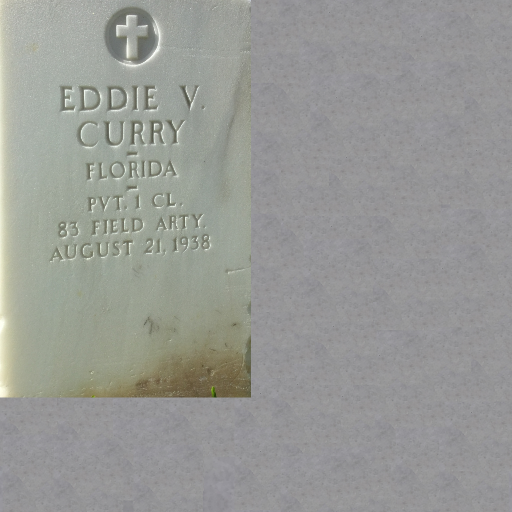 EDDIE V.
CURRY
FLORIDA
PVT. 1 CL.
83 FIELD ARTY.
AUGUST 21, 1938